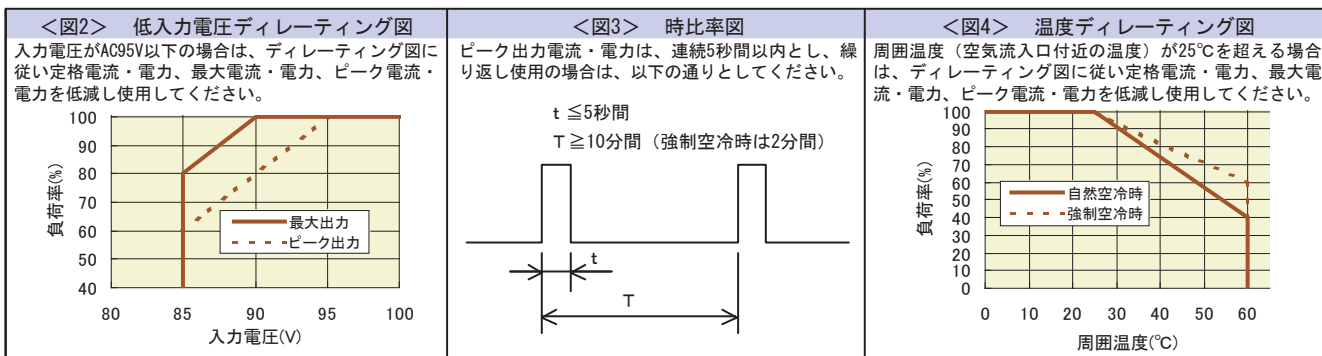 <図2> 低入力電圧ディレーティング図
入力電圧がAC95V以下の場合は、ディレーティング図に
従い定格電流・電力、最大電流・電力、ピーク電流・
電力を低減し使用してください。
100
90
80
70
60
50
40
負荷率(%)
最大出力
ピーク出力
80 85 90 95 100
入力電圧(V)
<図3> 時比率図
ピーク出力電流・電力は、連続5秒間以内とし、繰
り返し使用の場合は、以下の通りとしてください。
t ≦5秒間
T ≧10分間（強制空冷時は2分間）
t
T
<図4> 温度ディレーティング図
周囲温度（空気流入口付近の温度）が25℃を超える場合
は、ディレーティング図に従い定格電流・電力、最大電
流・電力、ピーク電流・電力を低減し使用してください。
100
90
80
70
60
50
40
30
20
10
0
負荷率(%)
自然空冷時
強制空冷時
0 10 20 30 40 50 60
周囲温度(℃)